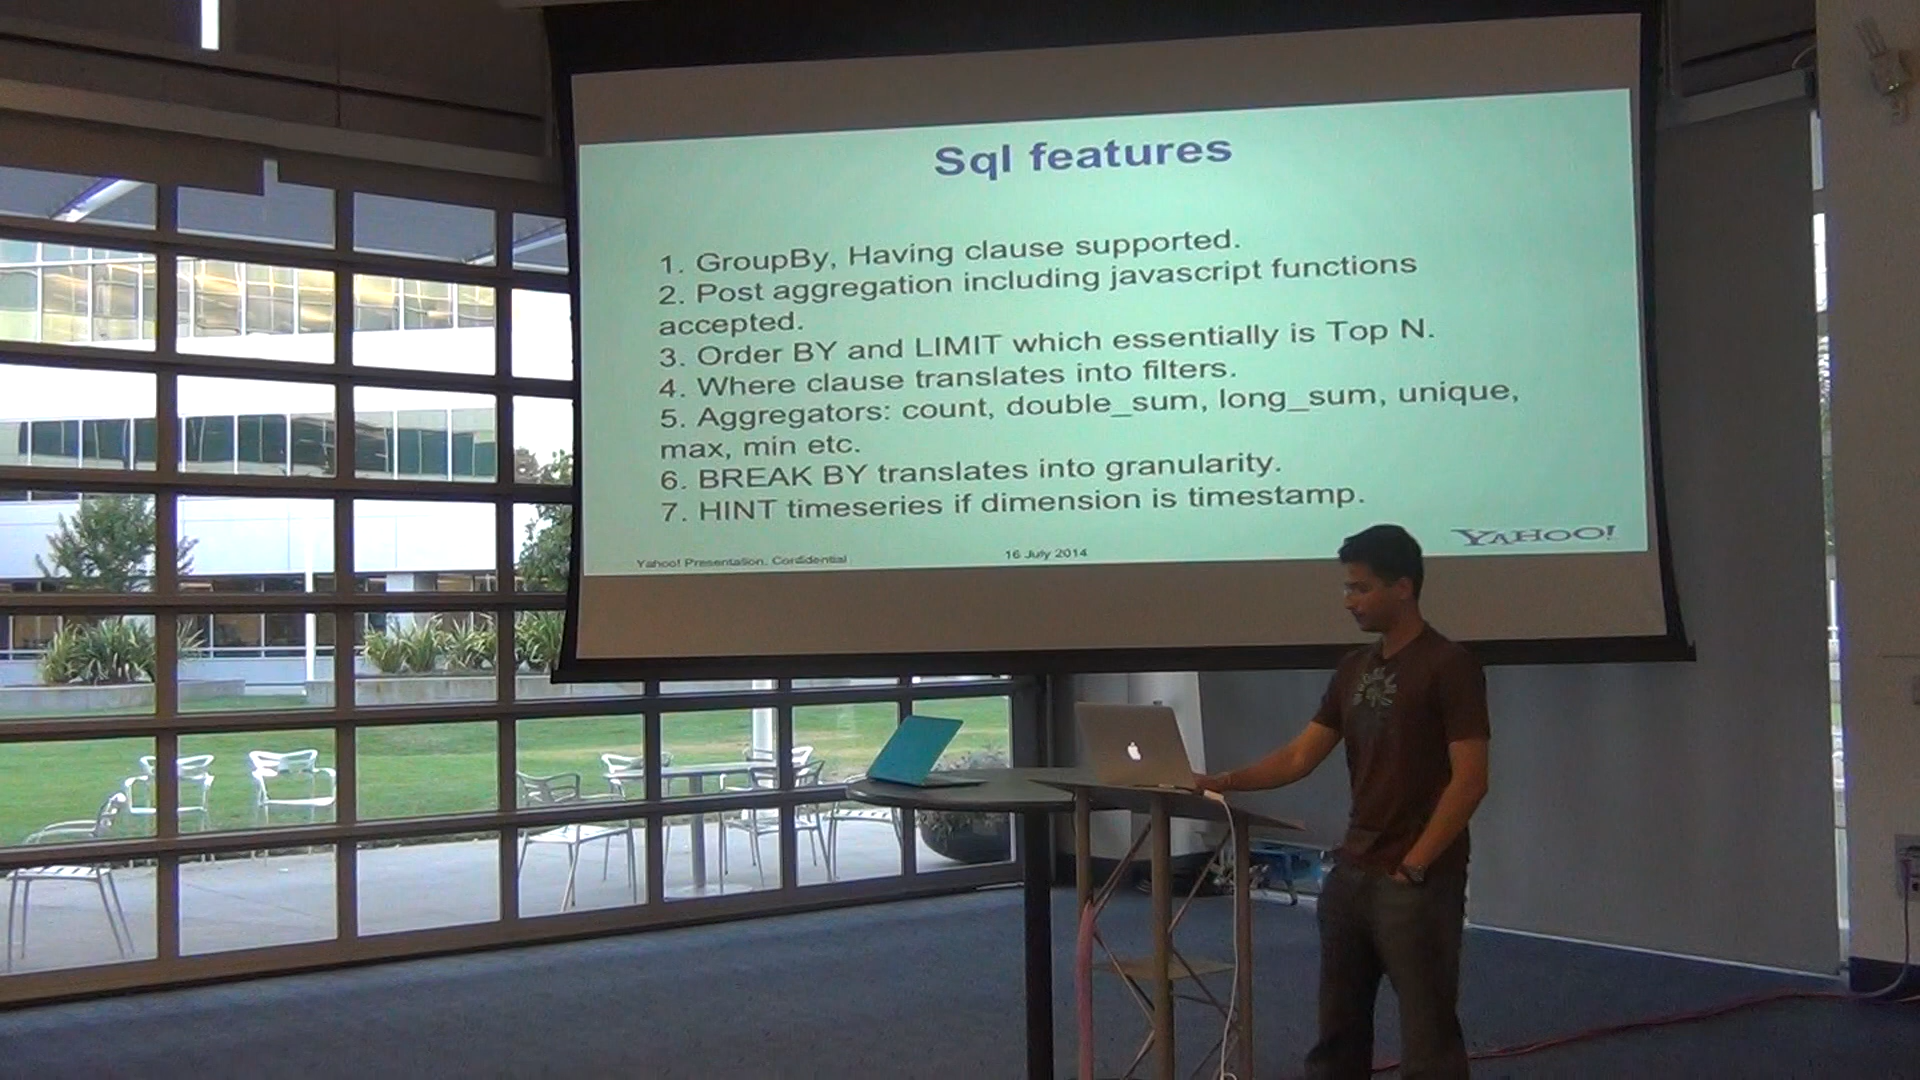 Sql features
1. GroupBy, Having clause supported.
2. Post aggregation including javascript functions
accepted.
3. Order BY and LIMIT which essentially is Top N.
4. Where clause translates into filters.
5. Aggregators: count, double_sum, long_sum, unique,
max, min etc.
6. BREAK BY translates into granularity.
7. HINT timeseries if dimension is timestamp.
Yahoo! Presentation, Confidential
16 July 2014
YAHOO!